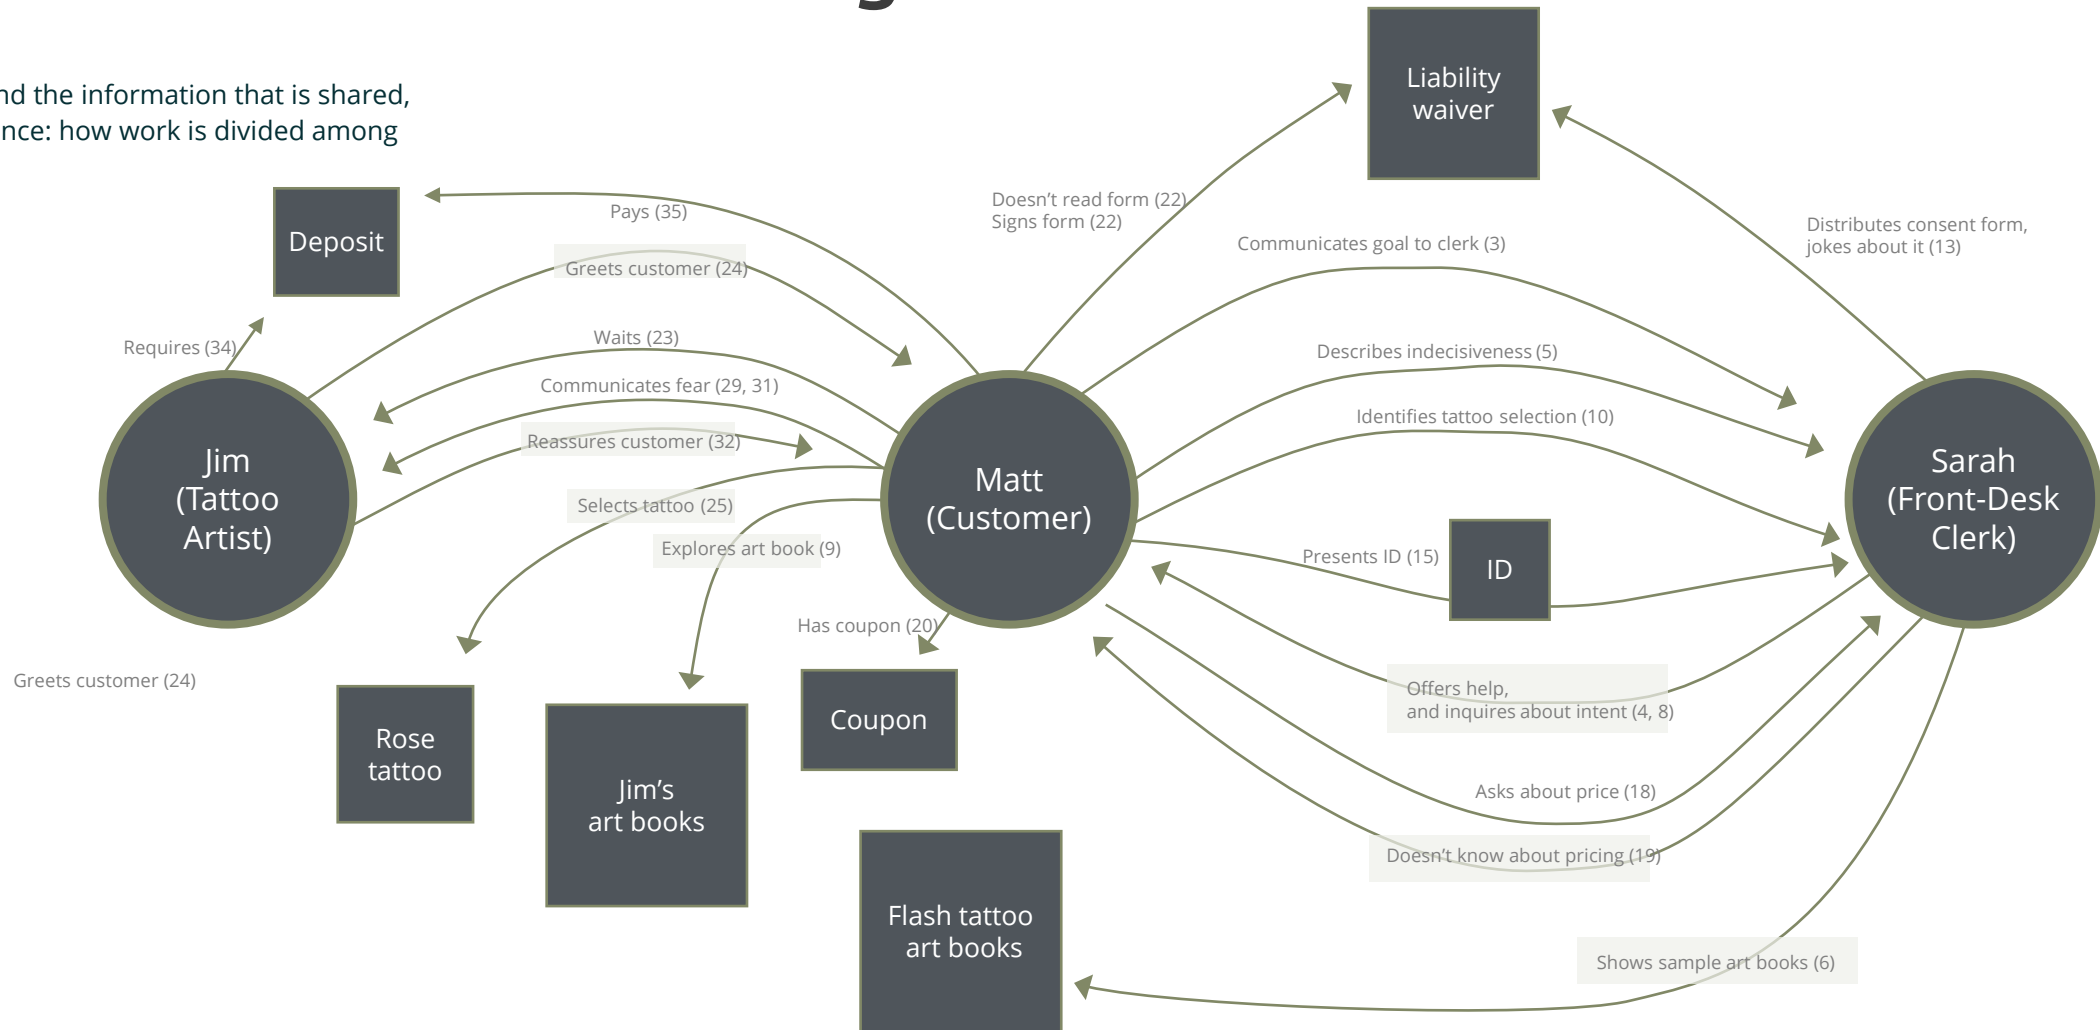 nd the information that is shared,
nce: how work is divided among
Liability
waiver
Deposit
Pays (35)
Doesn’t read form (22)
Signs form (22)
Distributes consent form,
jokes about it (13)
Communicates goal to clerk (3)
Greets customer (24)
Requires (34)
Waits (23)
Describes indecisiveness (5)
Communicates fear (29, 31)
Identifies tattoo selection (10)
Reassures customer (32)
Jim
(Tattoo
Artist)
Matt
(Customer)
Sarah
(Front-Desk
Clerk)
Selects tattoo (25)
Explores art book (9)
Presents ID (15)
ID
Has coupon (20)
Greets customer (24)
Offers help,
and inquires about intent (4, 8)
Rose
tattoo
Jim’s
art books
Coupon
Asks about price (18)
Doesn’t know about pricing (19)
Flash tattoo
art books
Shows sample art books (6)